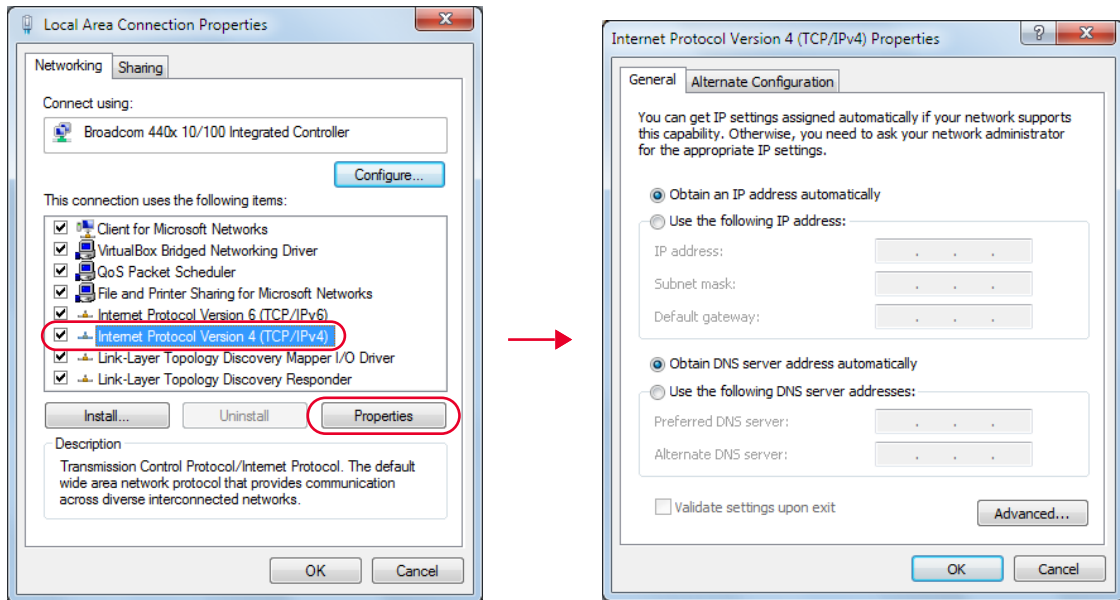 Local Area Connection Properties
Networking
Sharing
Connect using:
Broadcom 440x 10/100 Integrated Controller
Configure...
This connection uses the following items:
Client for Microsoft Networks
VirtualBox Bridged Networking Driver
QoS Packet Scheduler
File and Printer Sharing for Microsoft Networks
Internet Protocol Version 6 (TCP/IPv6)
Internet Protocol Version 4 (TCP/IPv4)
Link-Layer Topology Discovery Mapper I/O Driver
Link-Layer Topology Discovery Responder
Install...
Uninstall
Properties
Description
Transmission Control Protocol/Internet Protocol. The default
wide area network protocol that provides communication
across diverse interconnected networks.
OK
Cancel
Internet Protocol Version 4 (TCP/IPv4) Properties
General
Alternate Configuration
You can get IP settings assigned automatically if your network supports
this capability. Otherwise, you need to ask your network administrator
for the appropriate IP settings.
Obtain an IP address automatically
Use the following IP address:
IP address:
Subnet mask:
Default gateway:
Obtain DNS server address automatically
Use the following DNS server addresses:
Preferred DNS server:
Alternate DNS server:
Validate settings upon exit
Advanced...
OK
Cancel